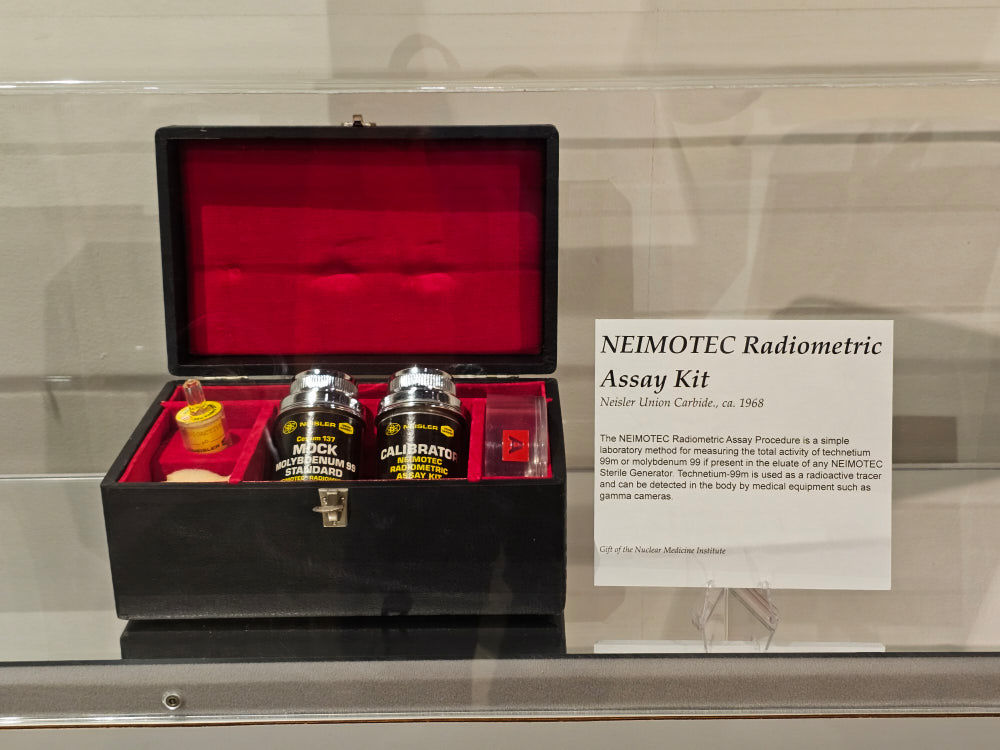 NEISLER
Cesium 137
MOCK
MOLYBDENUM 99
STANDARD
NEISLER
CALIBRATOR
NEIMOTEC
RADIOMETRIC
ASSAY KIT
NEIMOTEC Radiometric
Assay Kit
Neisler Union Carbide., ca. 1968
The NEIMOTEC Radiometric Assay Procedure is a simple
laboratory method for measuring the total activity of technetium
99m or molybdenum 99 if present in the eluate of any NEIMOTEC
Sterile Generator. Technetium-99m is used as a radioactive tracer
and can be detected in the body by medical equipment such as
gamma cameras.
Gift of the Nuclear Medicine Institute